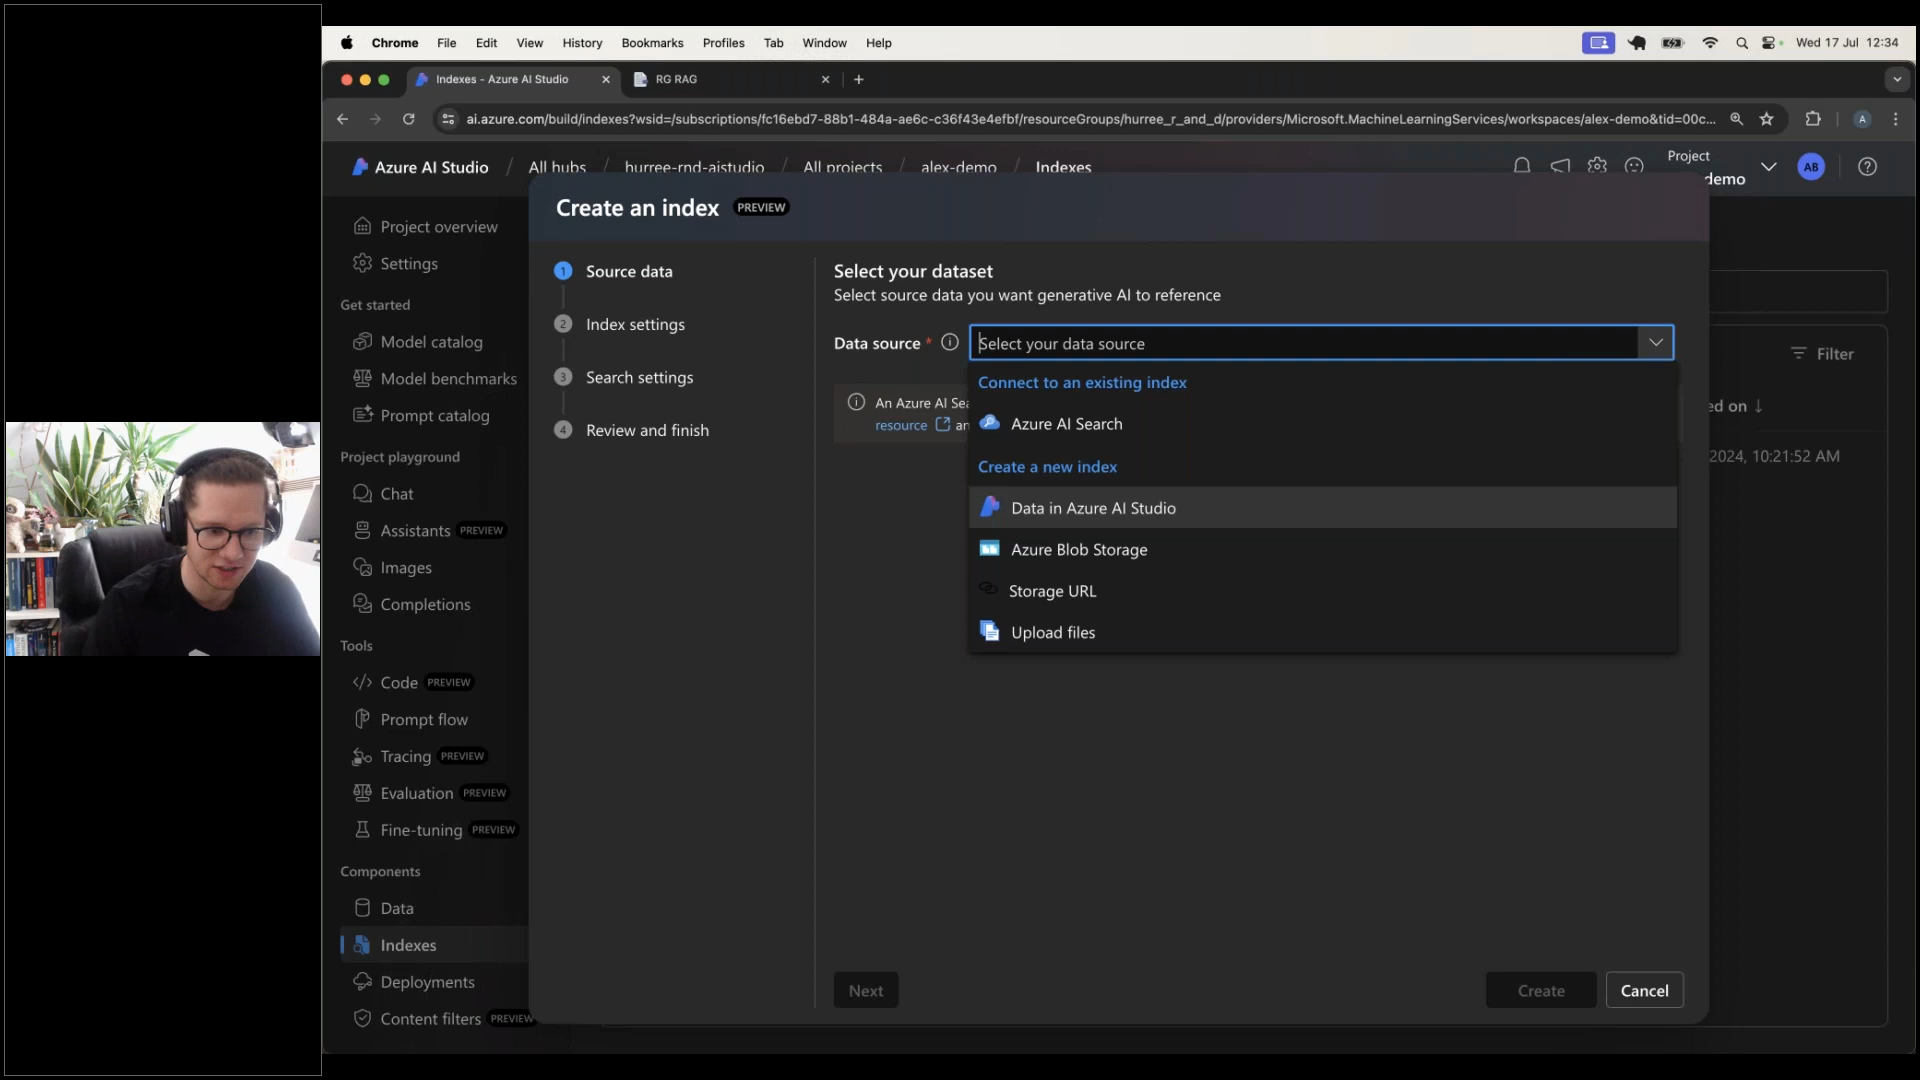 Chrome File Edit View History Bookmarks Profiles Tab Window Help Wed 17 Jul 12:34
Indexes - Azure AI Studio RG RAG
ai.azure.com/build/indexes?wsid=/subscriptions/fc16ebd7-88b1-484a-ae6c-c36f43e4efbf/resourceGroups/hurree_r_and_d/providers/Microsoft.MachineLearningServices/workspaces/alex-demo&tid=00c... A
Azure AI Studio / All hubs / hurree-rnd-aistudio / All projects / alex-demo / Indexes
Project
demo
AB
Project overview
Settings
Get started
Model catalog
Model benchmarks
Prompt catalog
Project playground
Chat
Assistants PREVIEW
Images
Completions
Tools
Code PREVIEW
Prompt flow
Tracing PREVIEW
Evaluation PREVIEW
Fine-tuning PREVIEW
Components
Data
Indexes
Deployments
Content filters PREVIEW
Create an index PREVIEW
1 Source data
2 Index settings
3 Search settings
4 Review and finish
Select your dataset
Select source data you want generative AI to reference
Data source * Select your data source
An Azure AI Sea
resource an
Connect to an existing index
Azure AI Search
Create a new index
Data in Azure AI Studio
Azure Blob Storage
Storage URL
Upload files
Next Create Cancel
Filter
ed on ↓
2024, 10:21:52 AM